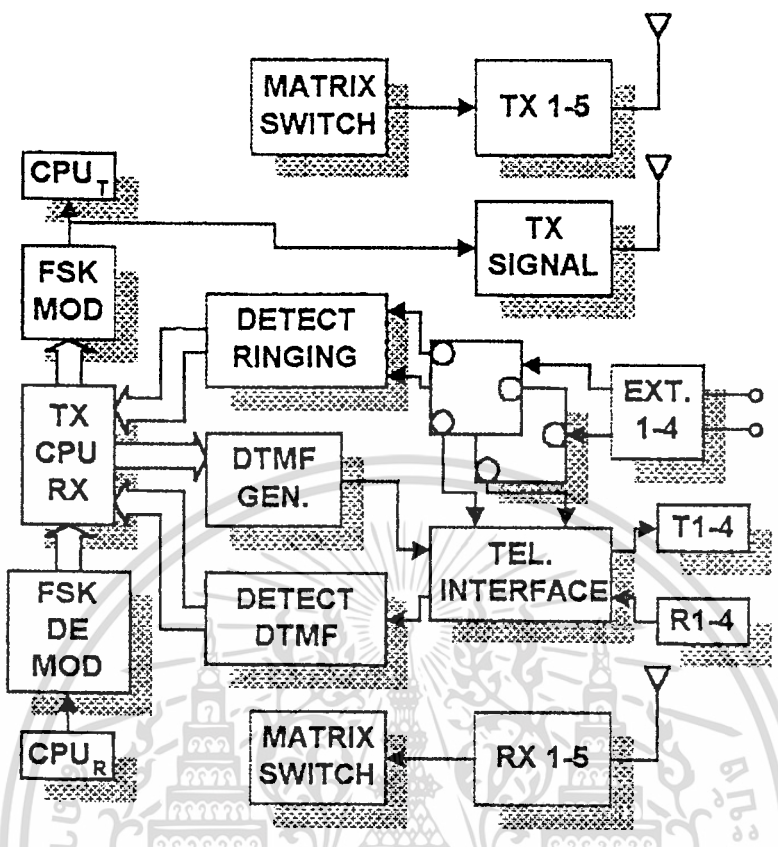 MATRIX
SWITCH
TX 1-5
CPU T
TX
SIGNAL
FSK
MOD
DETECT
RINGING
EXT.
1-4
TX
CPU
RX
DTMF
GEN.
TEL.
INTERFACE
T1-4
R1-4
FSK
DE
MOD
DETECT
DTMF
CPU R
MATRIX
SWITCH
RX 1-5